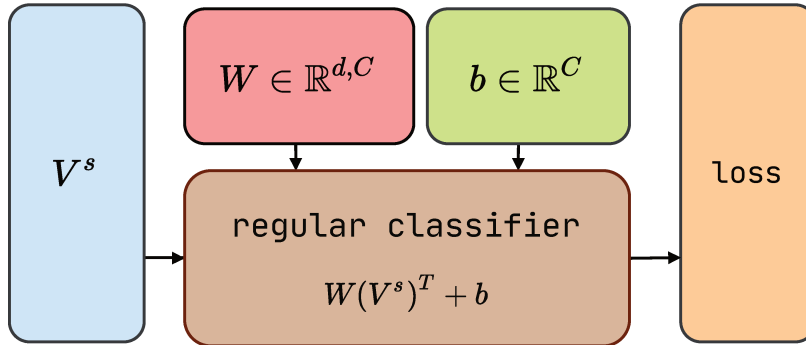 V^s
W ∈ ℝ^{d,C}
b ∈ ℝ^C
regular classifier
W(V^s)^T + b
loss